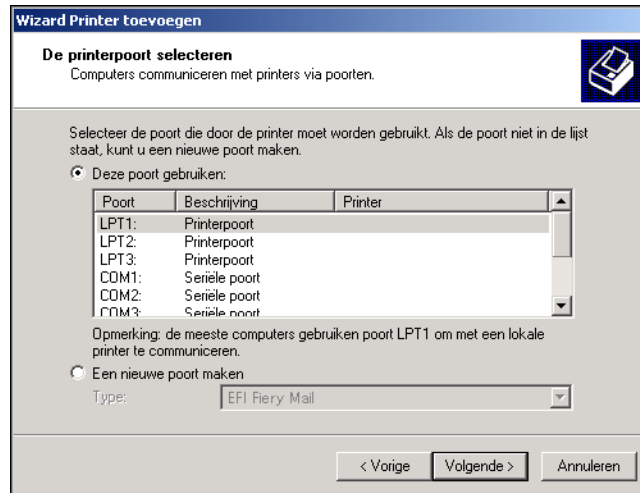 Wizard Printer toevoegen
De printerpoort selecteren
Computers communiceren met printers via poorten.
Selecteer de poort die door de printer moet worden gebruikt. Als de poort niet in de lijst
staat, kunt u een nieuwe poort maken.
Deze poort gebruiken:
Poort Beschrijving Printer
LPT1: Printerpoort
LPT2: Printerpoort
LPT3: Printerpoort
COM1: Seriële poort
COM2: Seriële poort
COM3: Seriële poort
Opmerking: de meeste computers gebruiken poort LPT1 om met een lokale
printer te communiceren.
Een nieuwe poort maken
Type: EFI Fiery Mail
< Vorige Volgende > Annuleren